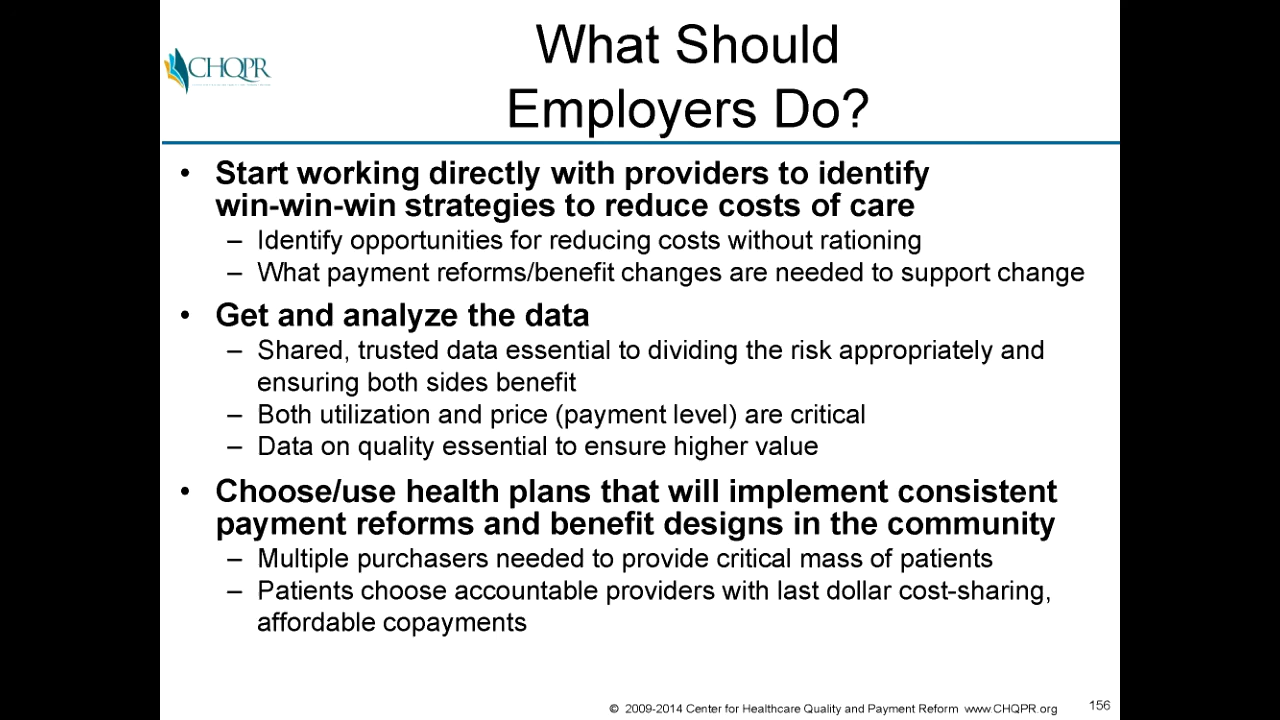 CHQPR
What Should
Employers Do?
• Start working directly with providers to identify
win-win-win strategies to reduce costs of care
– Identify opportunities for reducing costs without rationing
– What payment reforms/benefit changes are needed to support change
• Get and analyze the data
– Shared, trusted data essential to dividing the risk appropriately and
ensuring both sides benefit
– Both utilization and price (payment level) are critical
– Data on quality essential to ensure higher value
• Choose/use health plans that will implement consistent
payment reforms and benefit designs in the community
– Multiple purchasers needed to provide critical mass of patients
– Patients choose accountable providers with last dollar cost-sharing,
affordable copayments
© 2009-2014 Center for Healthcare Quality and Payment Reform www.CHQPR.org
156